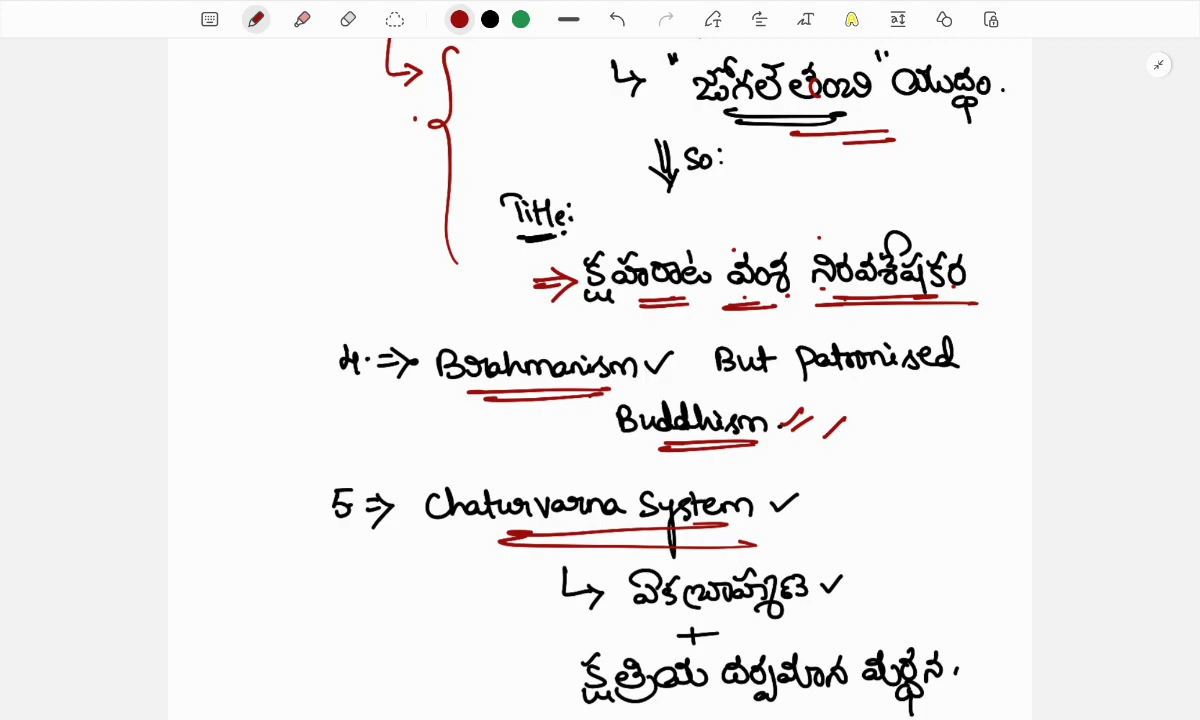 ↳ "జోగల్ తంబి" యుద్ధం.
⇓ So:
Title:
⇒ క్షహరాట వంశ నిరవశేషకర
4. ⇒ Brahmanism ✓ But Patronised
Buddhism.
5 ⇒ Chaturvarna System ✓
↳ ఏకబ్రాహ్మణ ✓
+
క్షత్రియ దర్పమాన మర్ధన.